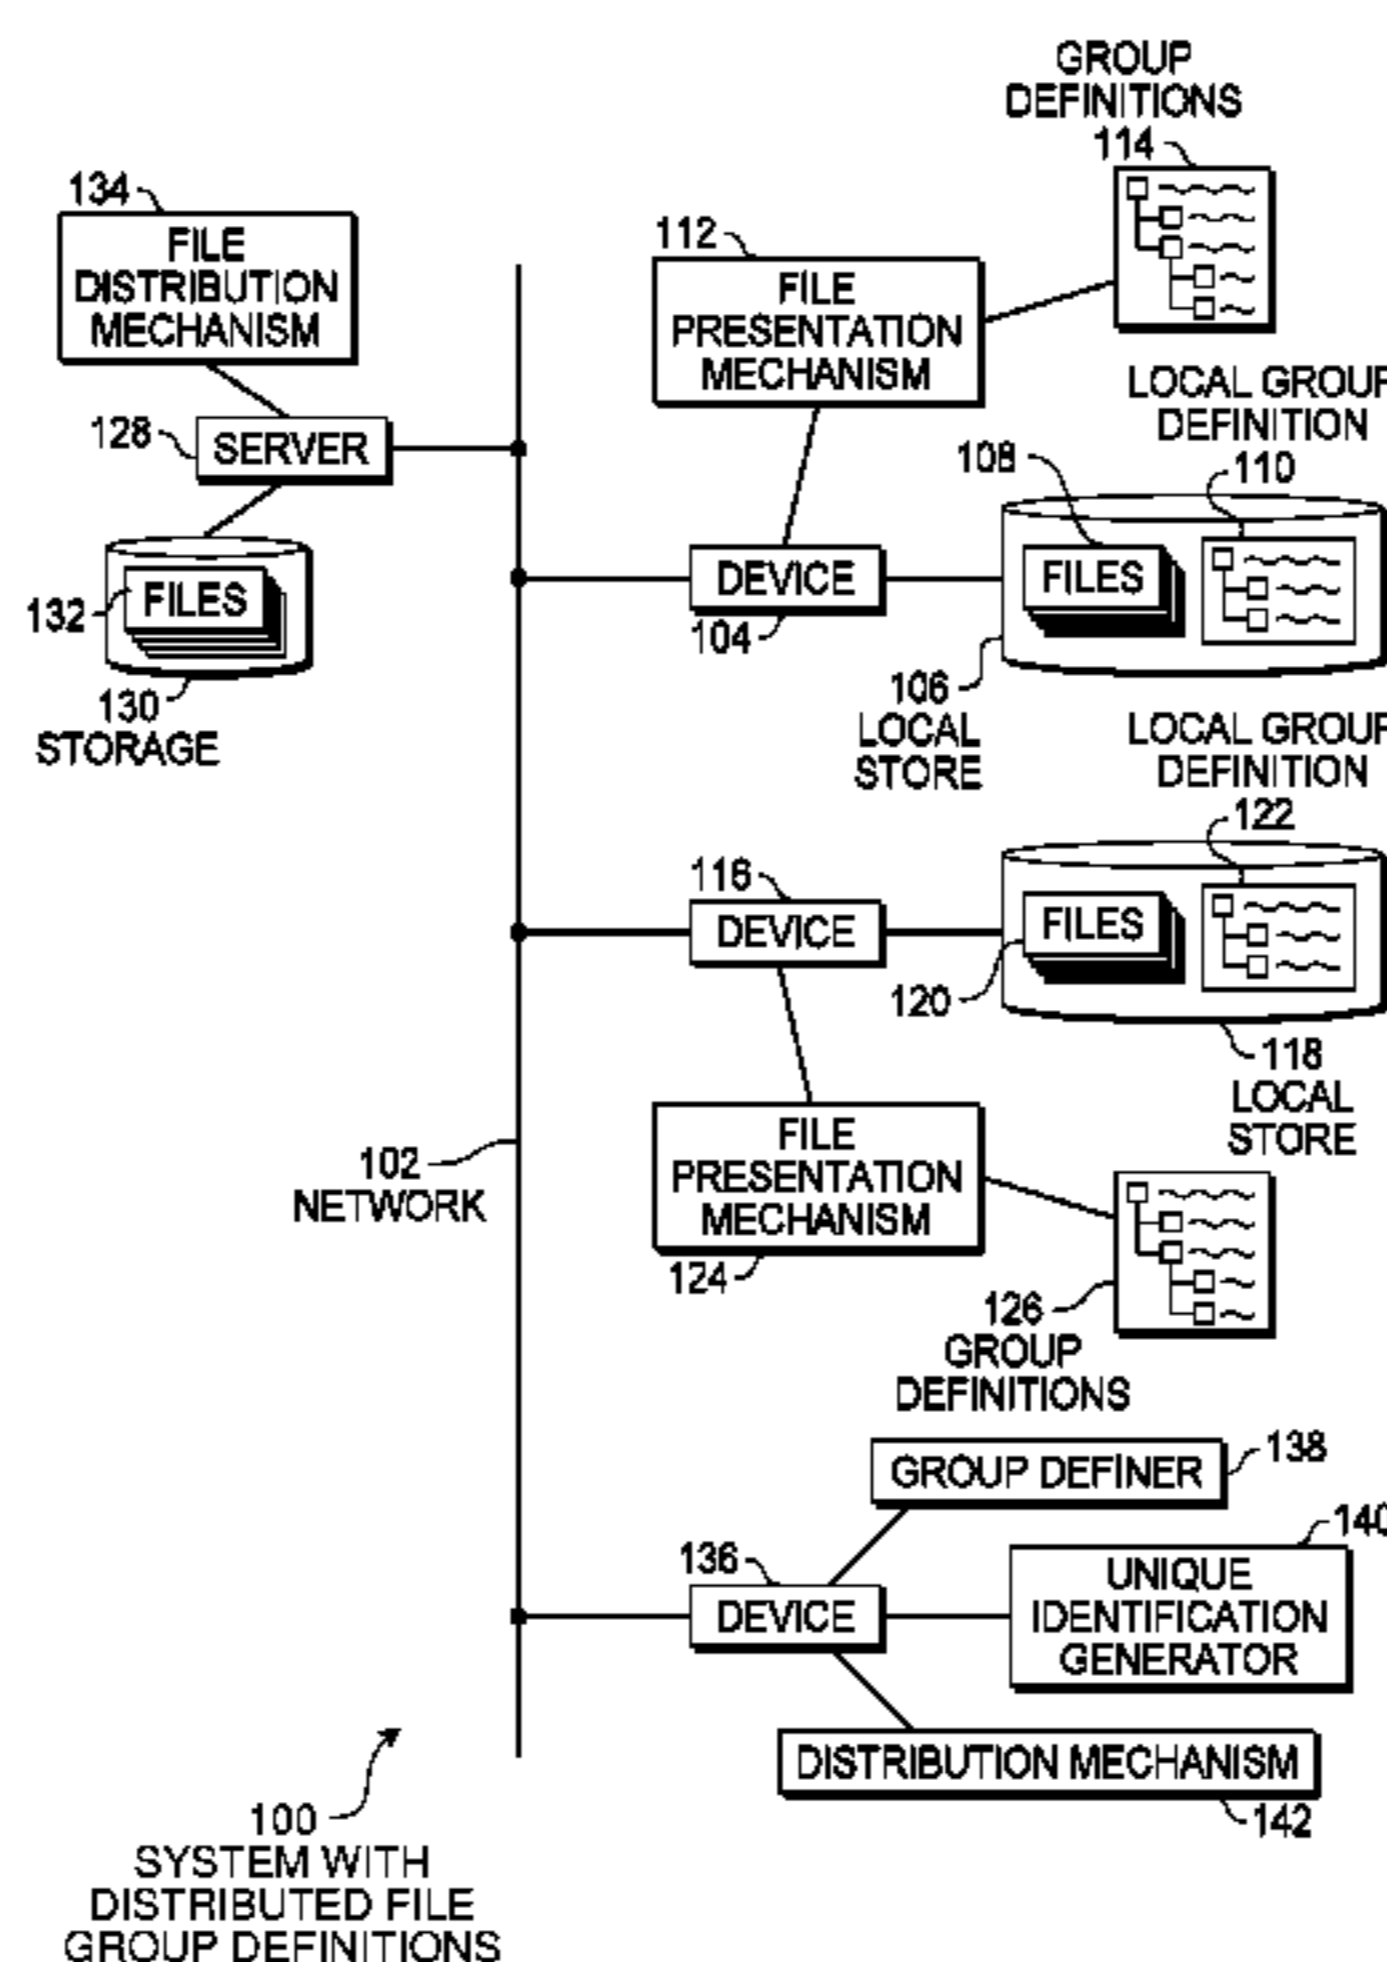 GROUP
DEFINITIONS
114
134
FILE
DISTRIBUTION
MECHANISM
112
FILE
PRESENTATION
MECHANISM
LOCAL GROUP
DEFINITION
128
SERVER
108
110
FILES
132
FILES
DEVICE
104
130
STORAGE
106
LOCAL
STORE
LOCAL GROUP
DEFINITION
122
116
DEVICE
FILES
120
118
LOCAL
STORE
102
NETWORK
FILE
PRESENTATION
MECHANISM
124
126
GROUP
DEFINITIONS
GROUP DEFINER
138
140
136
DEVICE
UNIQUE
IDENTIFICATION
GENERATOR
DISTRIBUTION MECHANISM
142
100
SYSTEM WITH
DISTRIBUTED FILE
GROUP DEFINITIONS